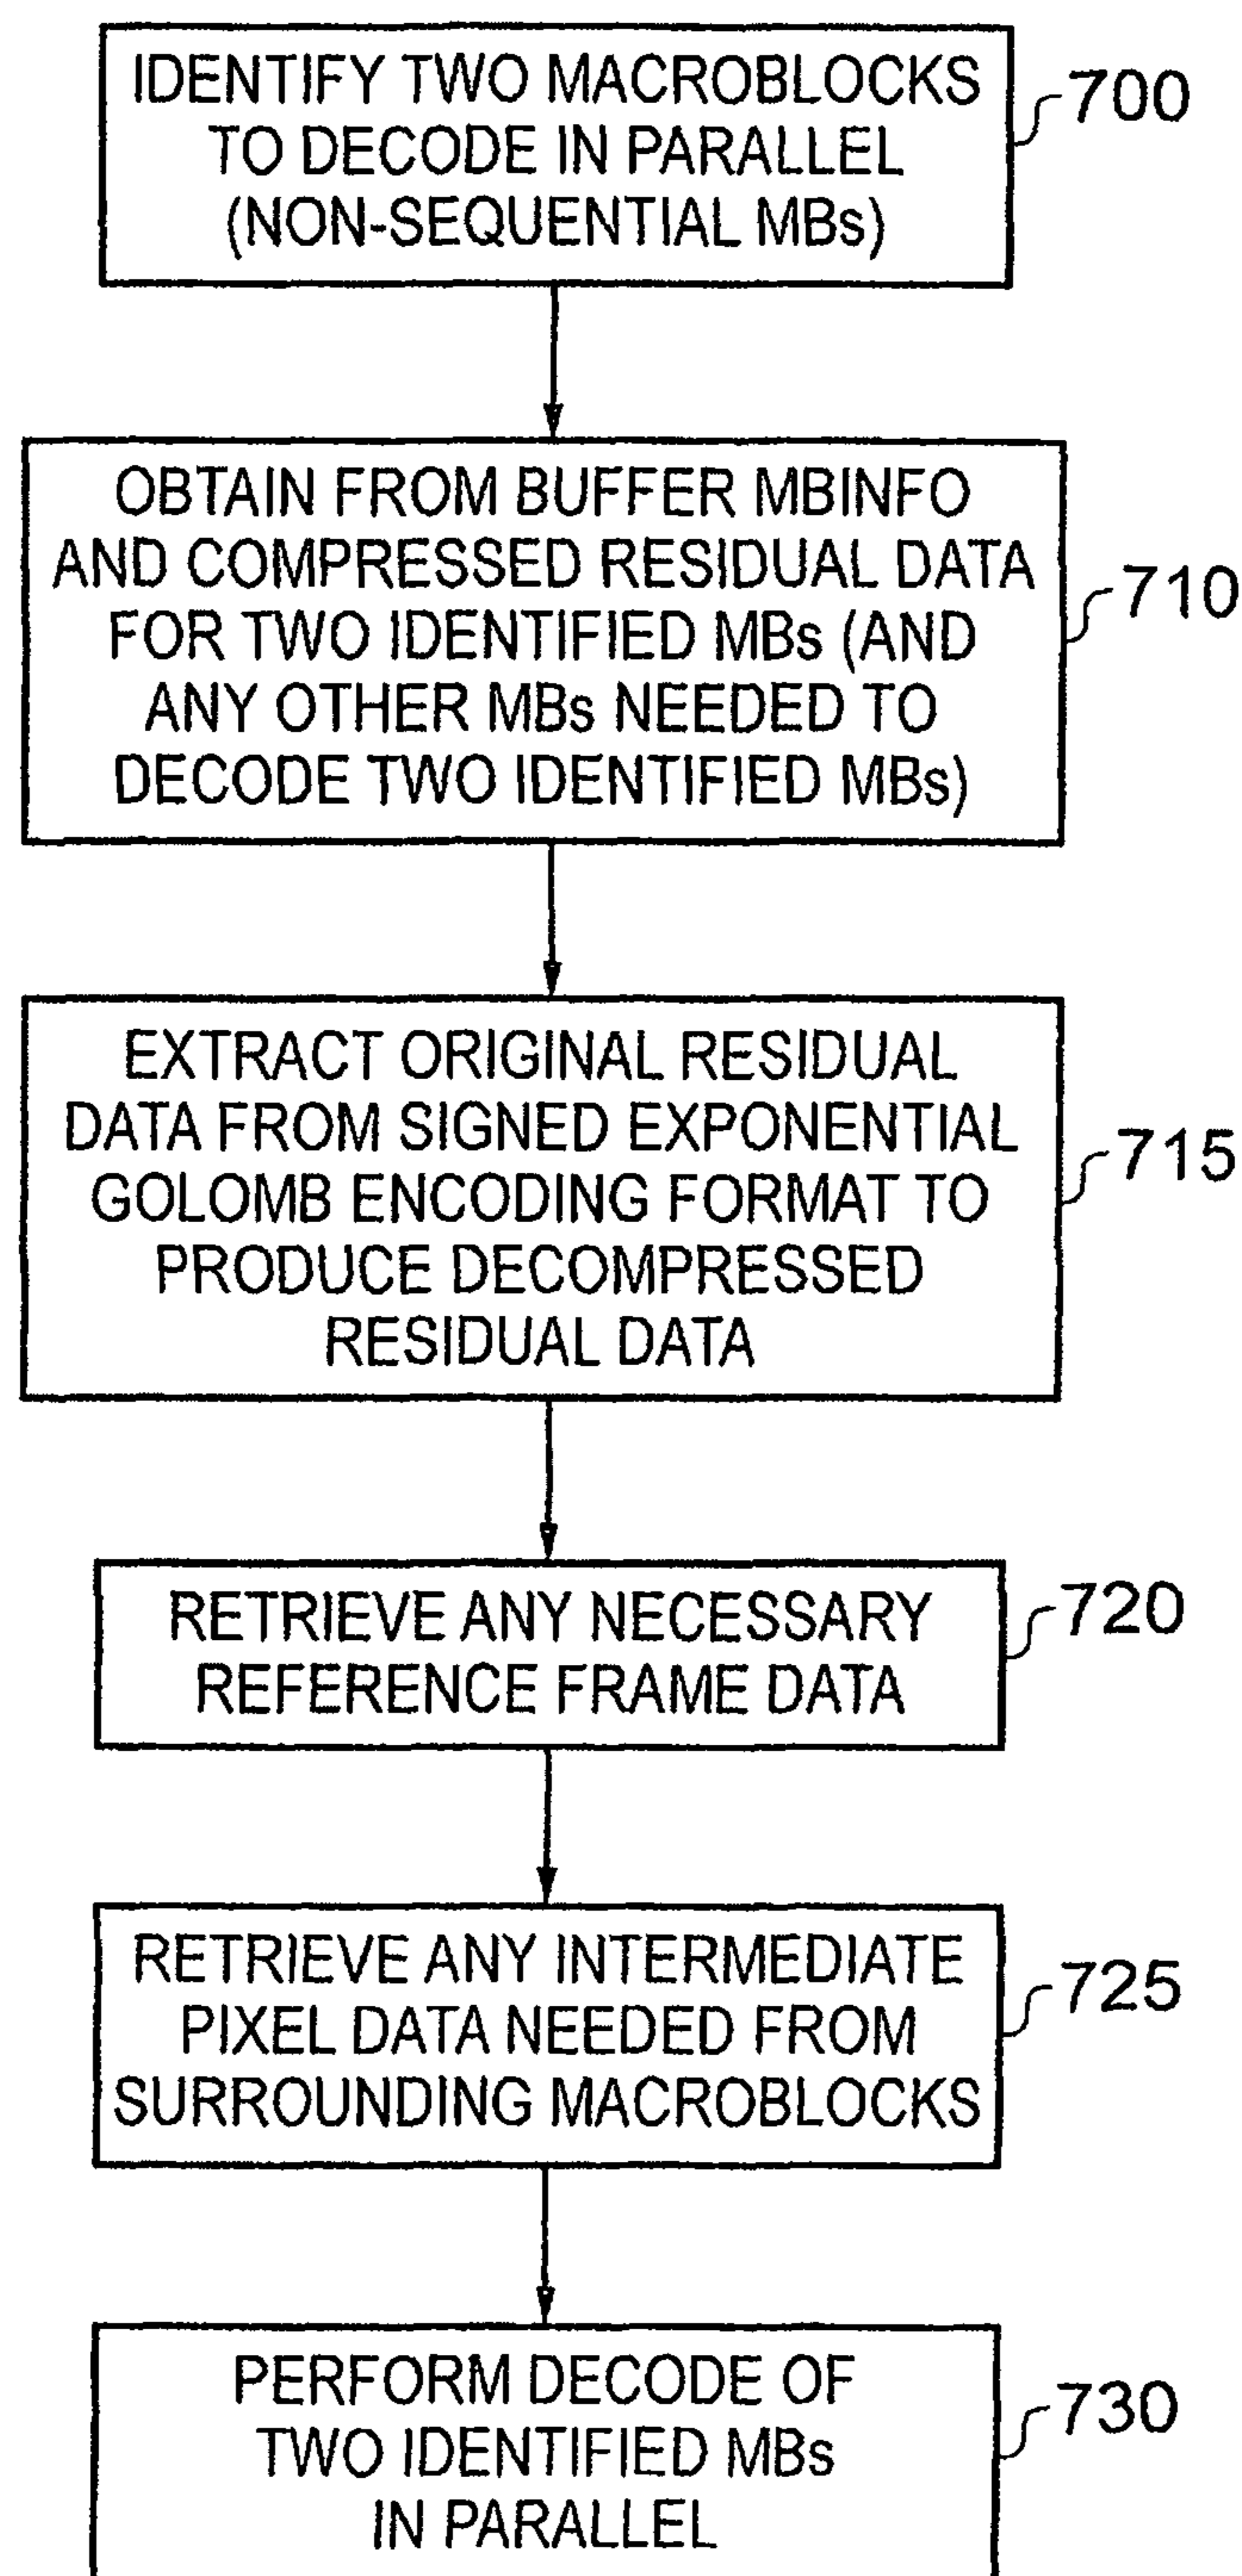 IDENTIFY TWO MACROBLOCKS
TO DECODE IN PARALLEL
(NON-SEQUENTIAL MBs)
700
OBTAIN FROM BUFFER MBINFO
AND COMPRESSED RESIDUAL DATA
FOR TWO IDENTIFIED MBs (AND
ANY OTHER MBs NEEDED TO
DECODE TWO IDENTIFIED MBs)
710
EXTRACT ORIGINAL RESIDUAL
DATA FROM SIGNED EXPONENTIAL
GOLOMB ENCODING FORMAT TO
PRODUCE DECOMPRESSED
RESIDUAL DATA
715
RETRIEVE ANY NECESSARY
REFERENCE FRAME DATA
720
RETRIEVE ANY INTERMEDIATE
PIXEL DATA NEEDED FROM
SURROUNDING MACROBLOCKS
725
PERFORM DECODE OF
TWO IDENTIFIED MBs
IN PARALLEL
730